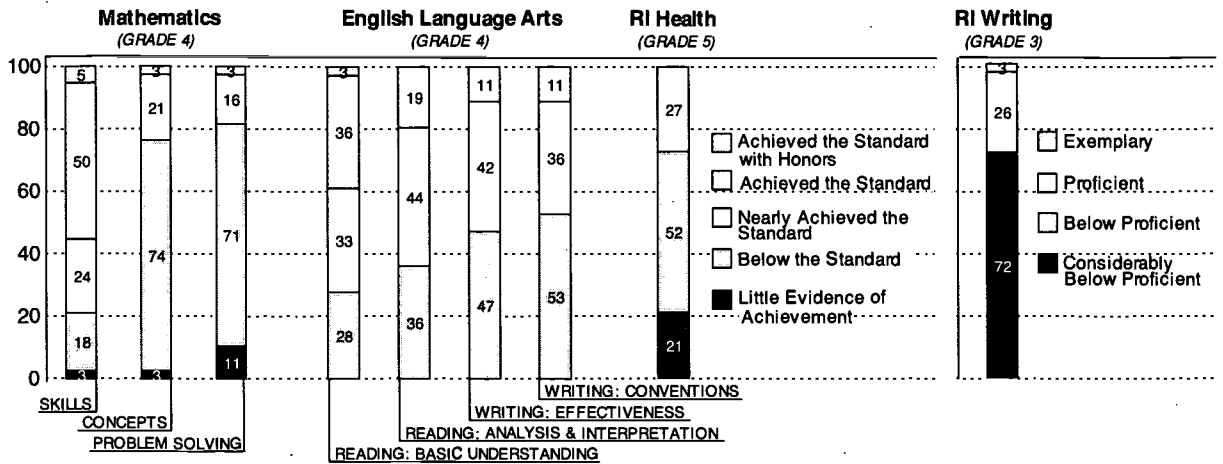 Mathematics
(GRADE 4)
English Language Arts
(GRADE 4)
RI Health
(GRADE 5)
RI Writing
(GRADE 3)
100
80
60
40
20
0
5
50
24
18
3
3
21
74
3
3
16
71
11
3
36
33
28
19
44
36
11
42
47
11
36
53
27
52
21
Achieved the Standard
with Honors
Achieved the Standard
Nearly Achieved the
Standard
Below the Standard
Little Evidence of
Achievement
3
26
72
Exemplary
Proficient
Below Proficient
Considerably
Below Proficient
SKILLS
CONCEPTS
PROBLEM SOLVING
WRITING: CONVENTIONS
WRITING: EFFECTIVENESS
READING: ANALYSIS & INTERPRETATION
READING: BASIC UNDERSTANDING